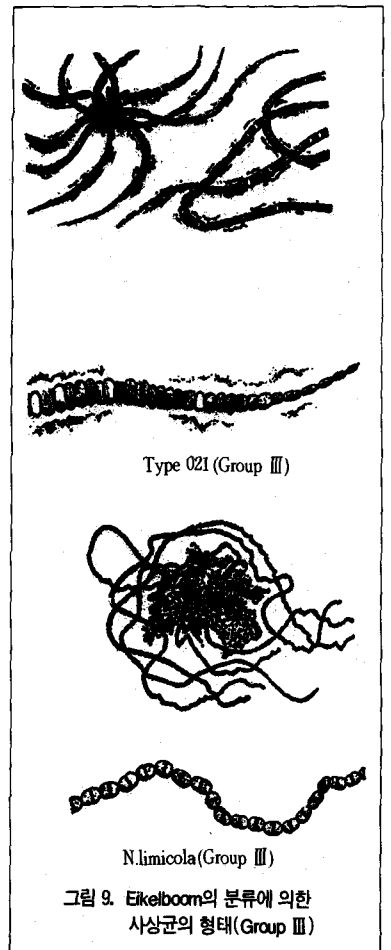 Type 021 (Group Ⅲ)
N.limicola(Group Ⅲ)
그림 9. Eikelboom의 분류에 의한
사상균의 형태(Group Ⅲ)